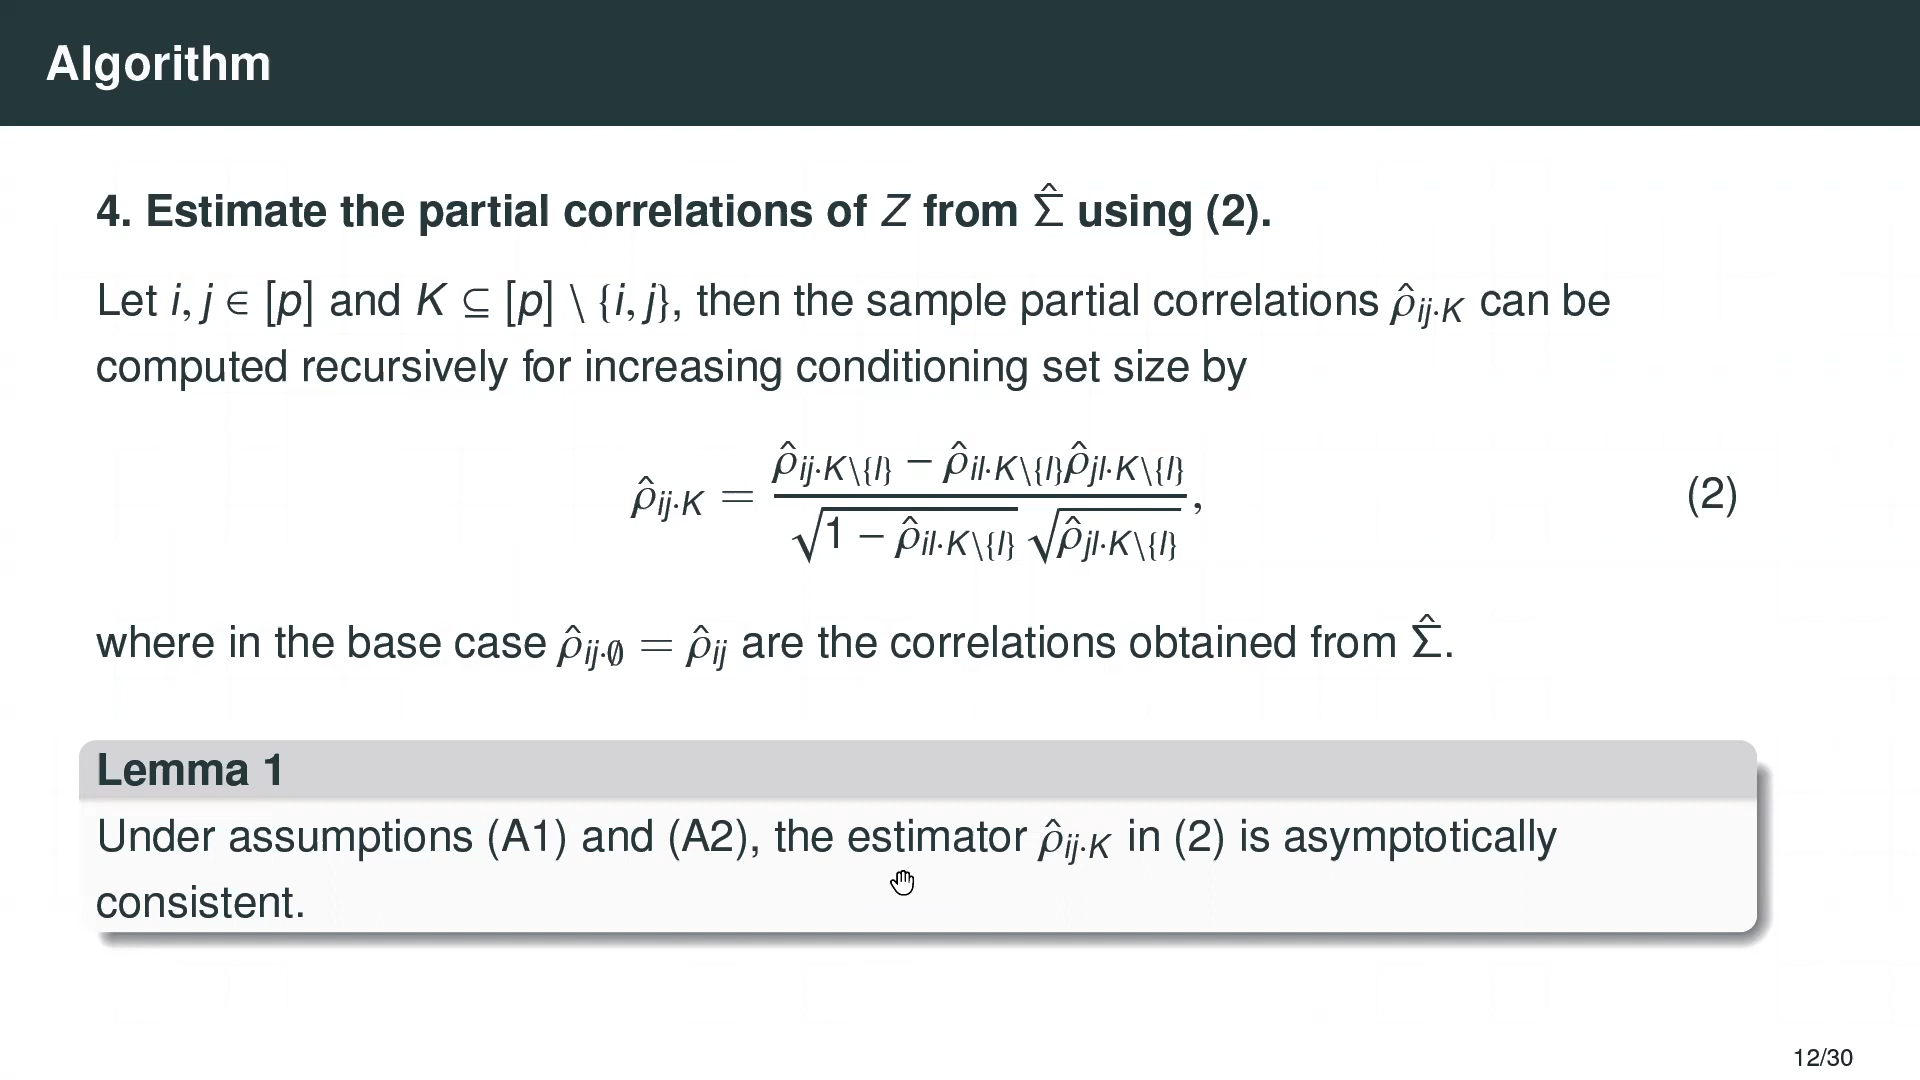 Algorithm
4. Estimate the partial correlations of Z from Σ̂ using (2).
Let i, j ∈ [p] and K ⊆ [p] \ {i, j}, then the sample partial correlations ρ̂_{ij·K} can be
computed recursively for increasing conditioning set size by
ρ̂_{ij·K} = \frac{ρ̂_{ij·K\{l}} − ρ̂_{il·K\{l}} ρ̂_{jl·K\{l}}}{\sqrt{1 − ρ̂_{il·K\{l}}} \sqrt{ρ̂_{jl·K\{l}}}}, (2)
where in the base case ρ̂_{ij·∅} = ρ̂_{ij} are the correlations obtained from Σ̂.
Lemma 1
Under assumptions (A1) and (A2), the estimator ρ̂_{ij·K} in (2) is asymptotically
consistent.
12/30